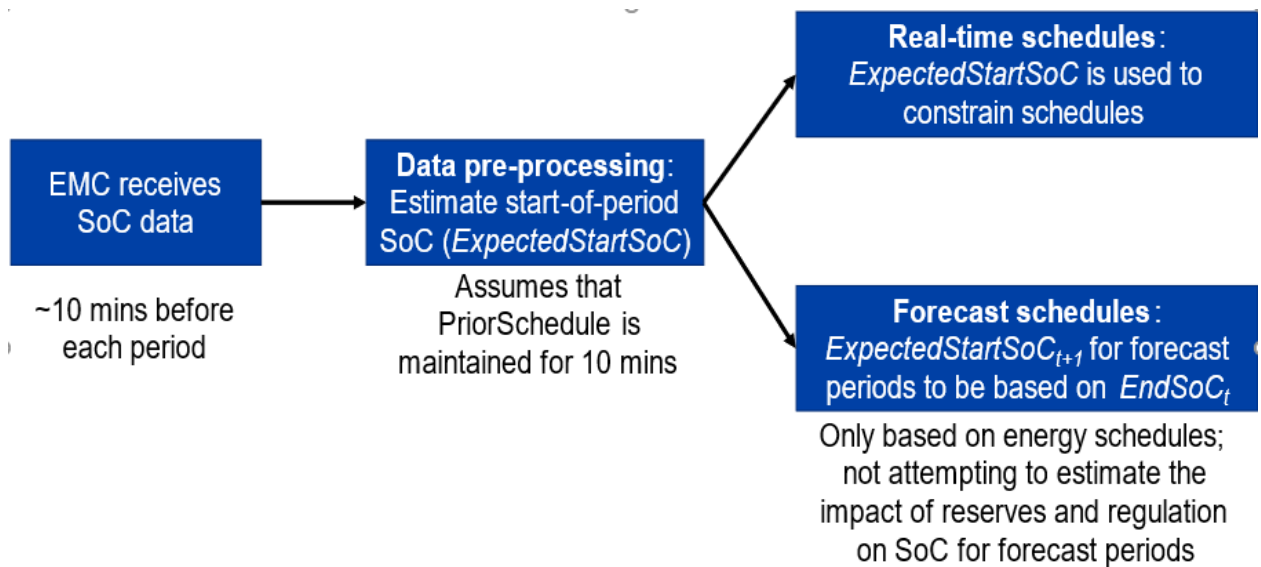 EMC receives
SoC data
~10 mins before
each period
Data pre-processing:
Estimate start-of-period
SoC (ExpectedStartSoC)
Assumes that
PriorSchedule is
maintained for 10 mins
Real-time schedules:
ExpectedStartSoC is used to
constrain schedules
Forecast schedules:
ExpectedStartSoCt+1 for forecast
periods to be based on EndSoCt
Only based on energy schedules;
not attempting to estimate the
impact of reserves and regulation
on SoC for forecast periods